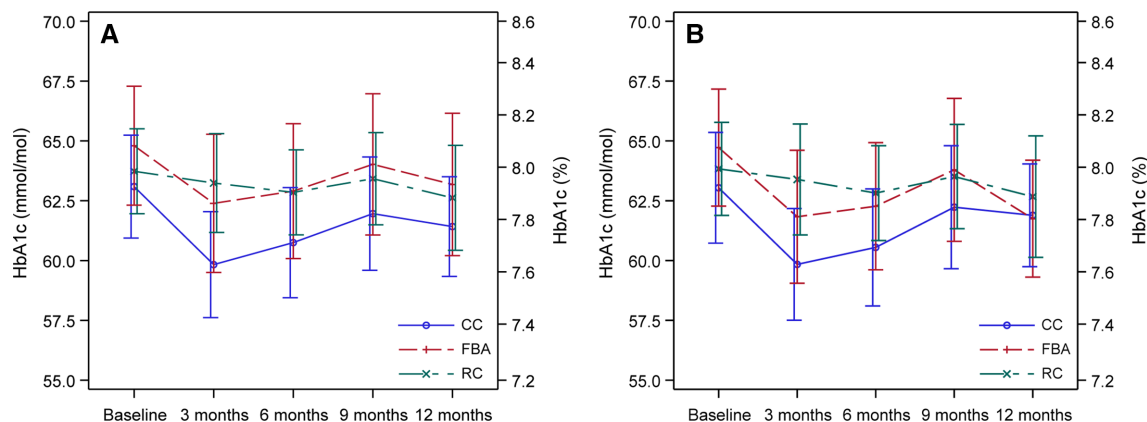 A
HbA1c (mmol/mol)
70.0
67.5
65.0
62.5
60.0
57.5
55.0
8.6
8.4
8.2
8.0
7.8
7.6
7.4
7.2
HbA1c (%)
CC
FBA
RC
Baseline 3 months 6 months 9 months 12 months
B
HbA1c (mmol/mol)
70.0
67.5
65.0
62.5
60.0
57.5
55.0
8.6
8.4
8.2
8.0
7.8
7.6
7.4
7.2
HbA1c (%)
CC
FBA
RC
Baseline 3 months 6 months 9 months 12 months